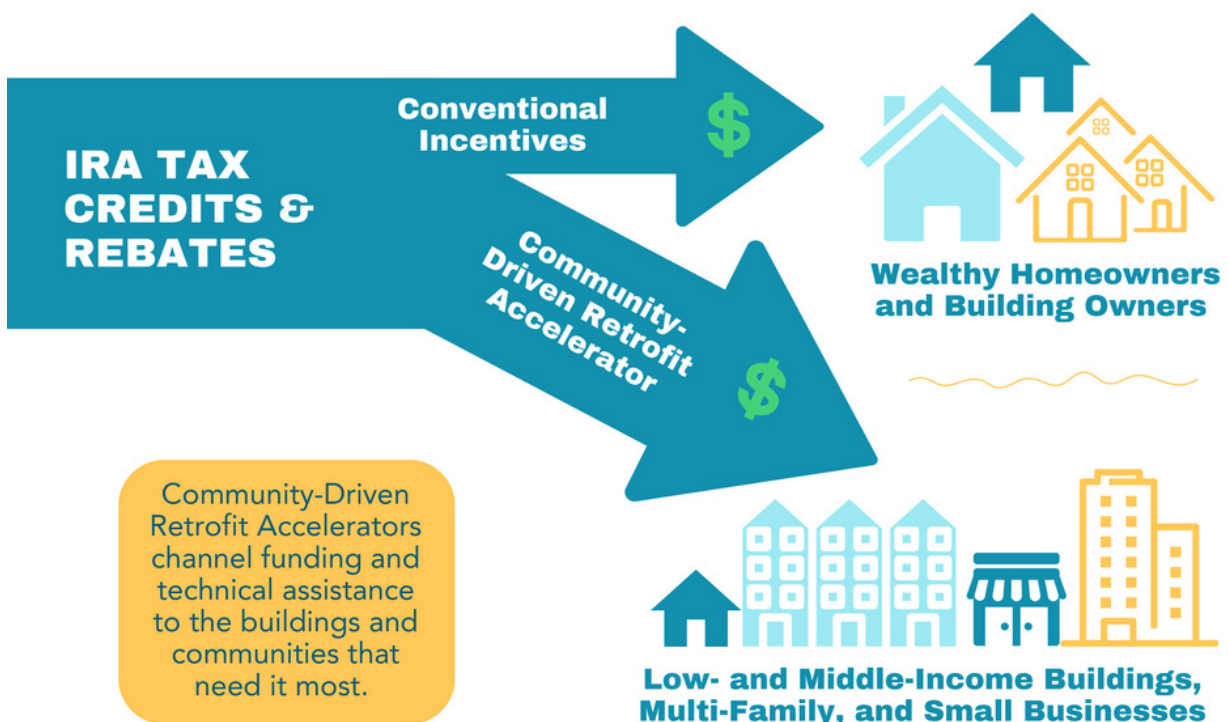 Conventional
Incentives
$
IRA TAX
CREDITS &
REBATES
Community-
Driven Retrofit
Accelerator
$
Wealthy Homeowners
and Building Owners
Community-Driven
Retrofit Accelerators
channel funding and
technical assistance
to the buildings and
communities that
need it most.
Low- and Middle-Income Buildings,
Multi-Family, and Small Businesses